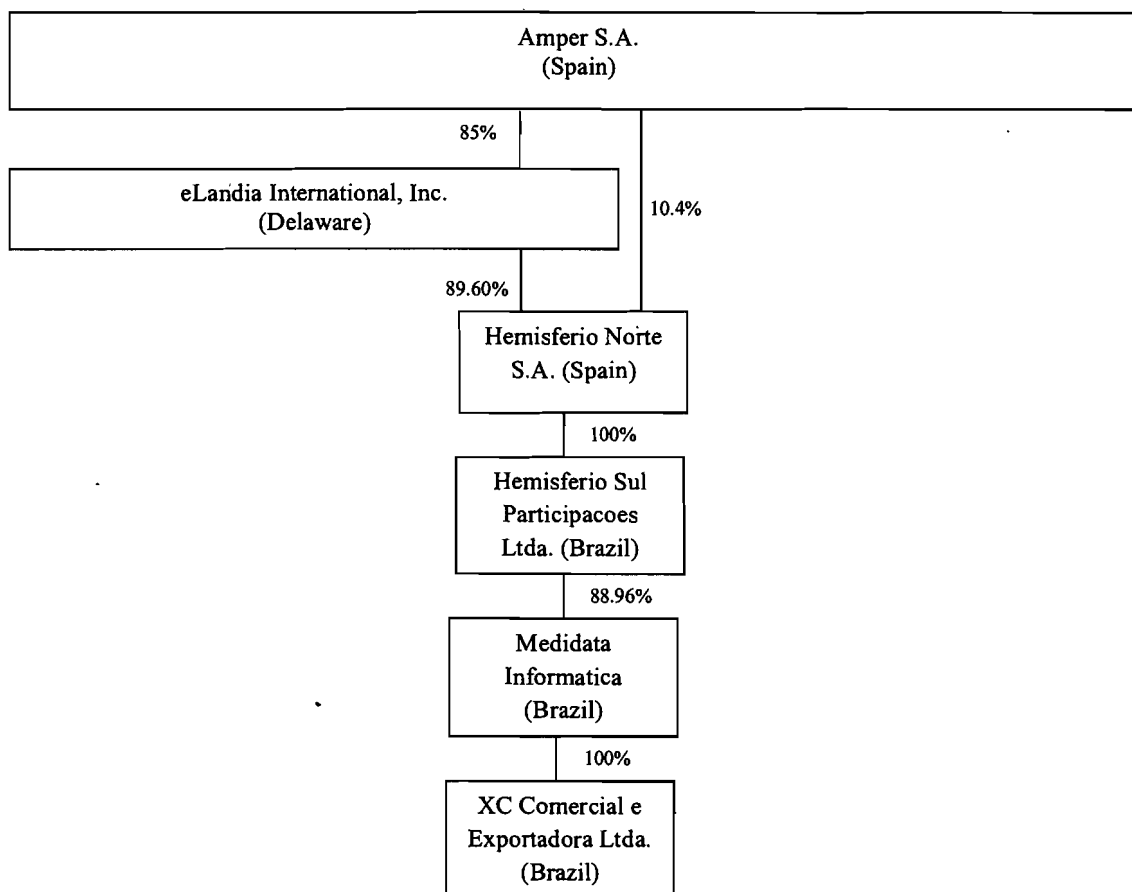 Amper S.A.
(Spain)
85%
eLandia International, Inc.
(Delaware)
10.4%
89.60%
Hemisferio Norte
S.A. (Spain)
100%
Hemisferio Sul
Participacoes
Ltda. (Brazil)
88.96%
Medidata
Informatica
(Brazil)
100%
XC Comercial e
Exportadora Ltda.
(Brazil)